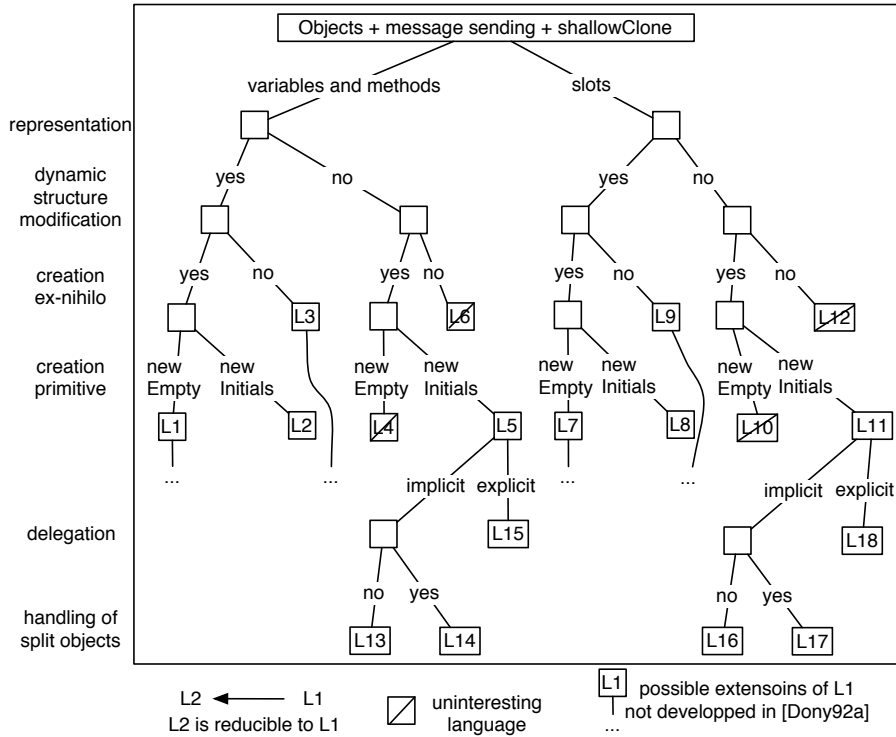 Objects + message sending + shallowClone
variables and methods
slots
representation
dynamic
structure
modification
yes
no
yes
no
creation
ex-nihilo
yes
no
yes
no
yes
no
yes
no
L3
L6
L9
L12
creation
primitive
new
Empty
new
Initials
new
Empty
new
Initials
new
Empty
new
Initials
new
Empty
new
Initials
L1
L2
L4
L5
L7
L8
L10
L11
...
...
...
...
implicit
explicit
implicit
explicit
delegation
L15
L18
handling of
split objects
no
yes
no
yes
L13
L14
L16
L17
L2
L1
L2 is reducible to L1
uninteresting
language
L1
possible extensoins of L1
not developped in [Dony92a]
...